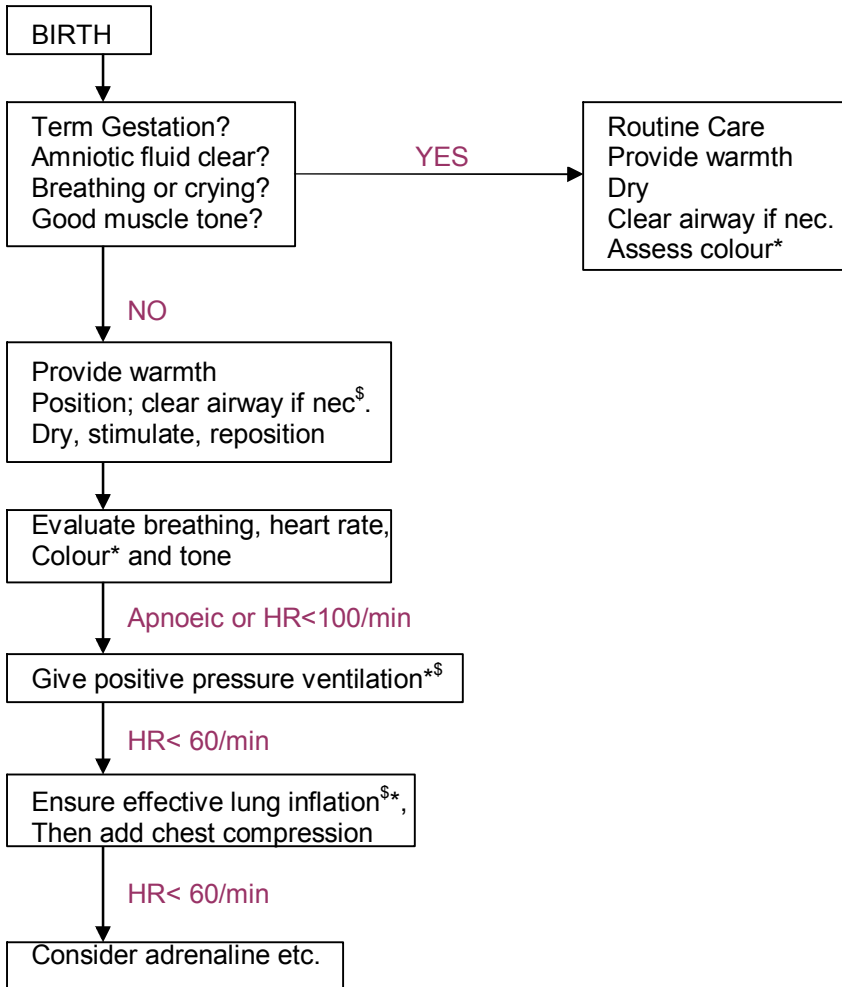 BIRTH
Term Gestation?
Amniotic fluid clear?
Breathing or crying?
Good muscle tone?
YES
Routine Care
Provide warmth
Dry
Clear airway if nec.
Assess colour*
NO
Provide warmth
Position; clear airway if nec$.
Dry, stimulate, reposition
Evaluate breathing, heart rate,
Colour* and tone
Apnoeic or HR<100/min
Give positive pressure ventilation*$
HR< 60/min
Ensure effective lung inflation$*,
Then add chest compression
HR< 60/min
Consider adrenaline etc.